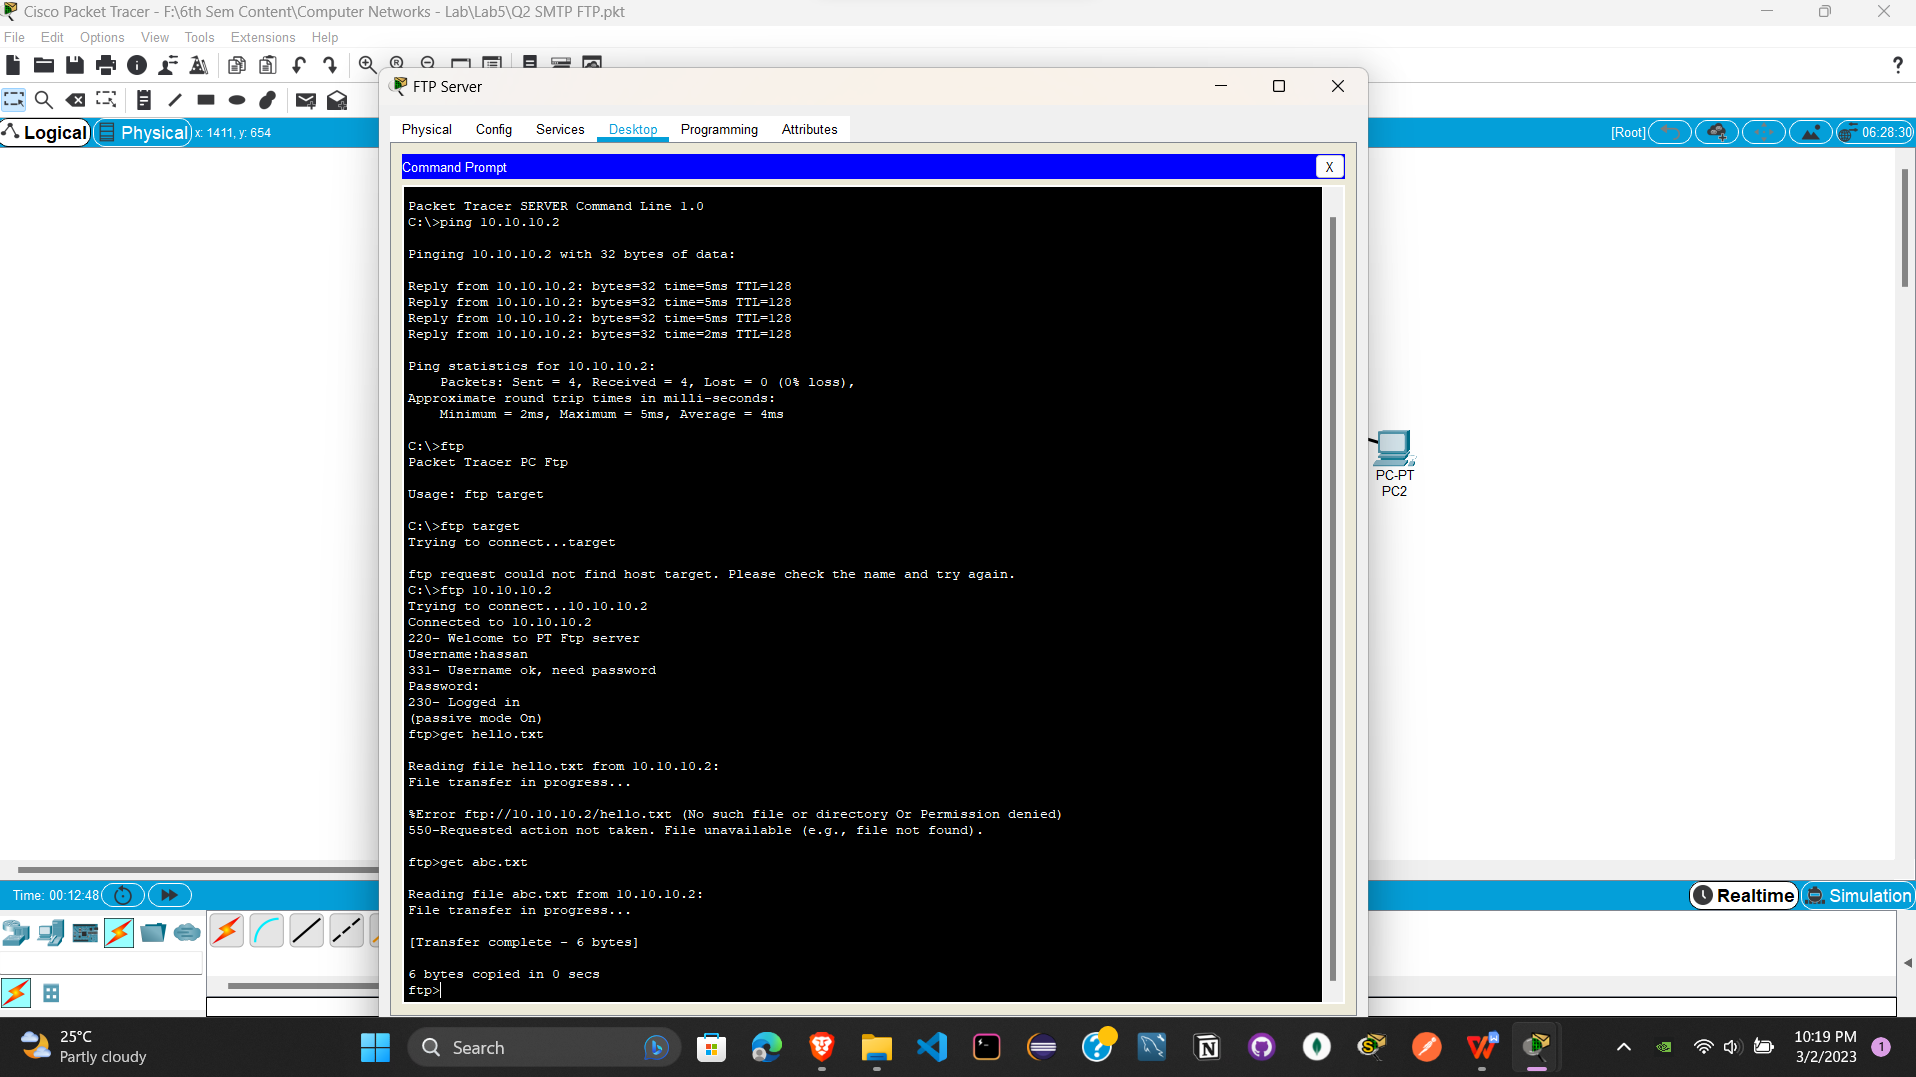 Cisco Packet Tracer - F:\6th Sem Content\Computer Networks - Lab\Lab5\Q2 SMTP FTP.pkt
File Edit Options View Tools Extensions Help
FTP Server
Logical Physical x: 1411, y: 654
[Root] 06:28:30
Physical Config Services Desktop Programming Attributes
Command Prompt X
Packet Tracer SERVER Command Line 1.0
C:\>ping 10.10.10.2
Pinging 10.10.10.2 with 32 bytes of data:
Reply from 10.10.10.2: bytes=32 time=5ms TTL=128
Reply from 10.10.10.2: bytes=32 time=5ms TTL=128
Reply from 10.10.10.2: bytes=32 time=5ms TTL=128
Reply from 10.10.10.2: bytes=32 time=2ms TTL=128
Ping statistics for 10.10.10.2:
Packets: Sent = 4, Received = 4, Lost = 0 (0% loss),
Approximate round trip times in milli-seconds:
Minimum = 2ms, Maximum = 5ms, Average = 4ms
C:\>ftp
Packet Tracer PC Ftp
Usage: ftp target
C:\>ftp target
Trying to connect...target
ftp request could not find host target. Please check the name and try again.
C:\>ftp 10.10.10.2
Trying to connect...10.10.10.2
Connected to 10.10.10.2
220- Welcome to PT Ftp server
Username:hassan
331- Username ok, need password
Password:
230- Logged in
(passive mode On)
ftp>get hello.txt
Reading file hello.txt from 10.10.10.2:
File transfer in progress...
%Error ftp://10.10.10.2/hello.txt (No such file or directory Or Permission denied)
550-Requested action not taken. File unavailable (e.g., file not found).
ftp>get abc.txt
Reading file abc.txt from 10.10.10.2:
File transfer in progress...
[Transfer complete - 6 bytes]
6 bytes copied in 0 secs
ftp>
PC-PT
PC2
Time: 00:12:48
Realtime Simulation
25°C
Partly cloudy
Search
10:19 PM
3/2/2023
1